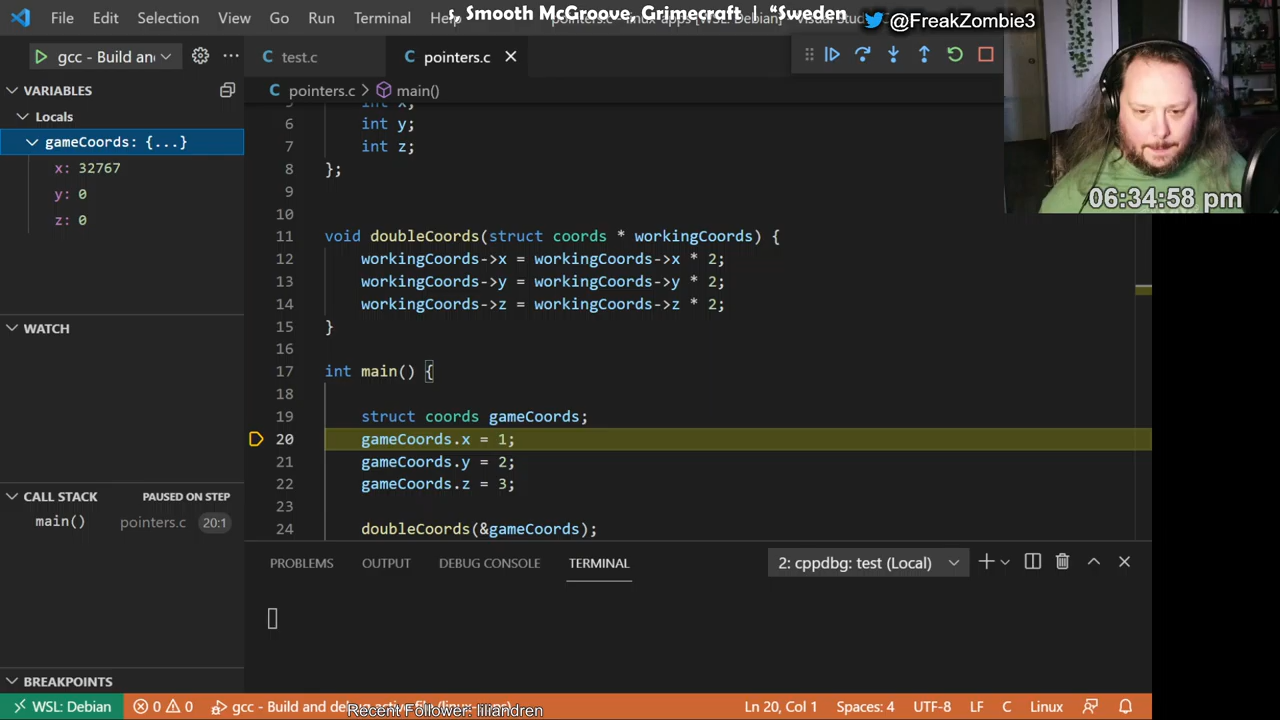 File Edit Selection View Go Run Terminal
, Smooth McGroove, Grimecraft | “Sweden
@FreakZombie3
gcc - Build an
test.c
pointers.c
VARIABLES
pointers.c > main()
Locals
gameCoords: {...}
x: 32767
y: 0
z: 0
6 int y;
7 int z;
8 };
9
10
11 void doubleCoords(struct coords * workingCoords) {
12 workingCoords->x = workingCoords->x * 2;
13 workingCoords->y = workingCoords->y * 2;
14 workingCoords->z = workingCoords->z * 2;
15 }
16
17 int main() {
18
19 struct coords gameCoords;
20 gameCoords.x = 1;
21 gameCoords.y = 2;
22 gameCoords.z = 3;
23
24 doubleCoords(&gameCoords);
06:34:58 pm
WATCH
CALL STACK PAUSED ON STEP
main() pointers.c 20:1
PROBLEMS OUTPUT DEBUG CONSOLE TERMINAL
2: cppdbg: test (Local)
BREAKPOINTS
WSL: Debian 0 0 gcc - Build and
Ln 20, Col 1 Spaces: 4 UTF-8 LF C Linux
Recent Follower: liliandren